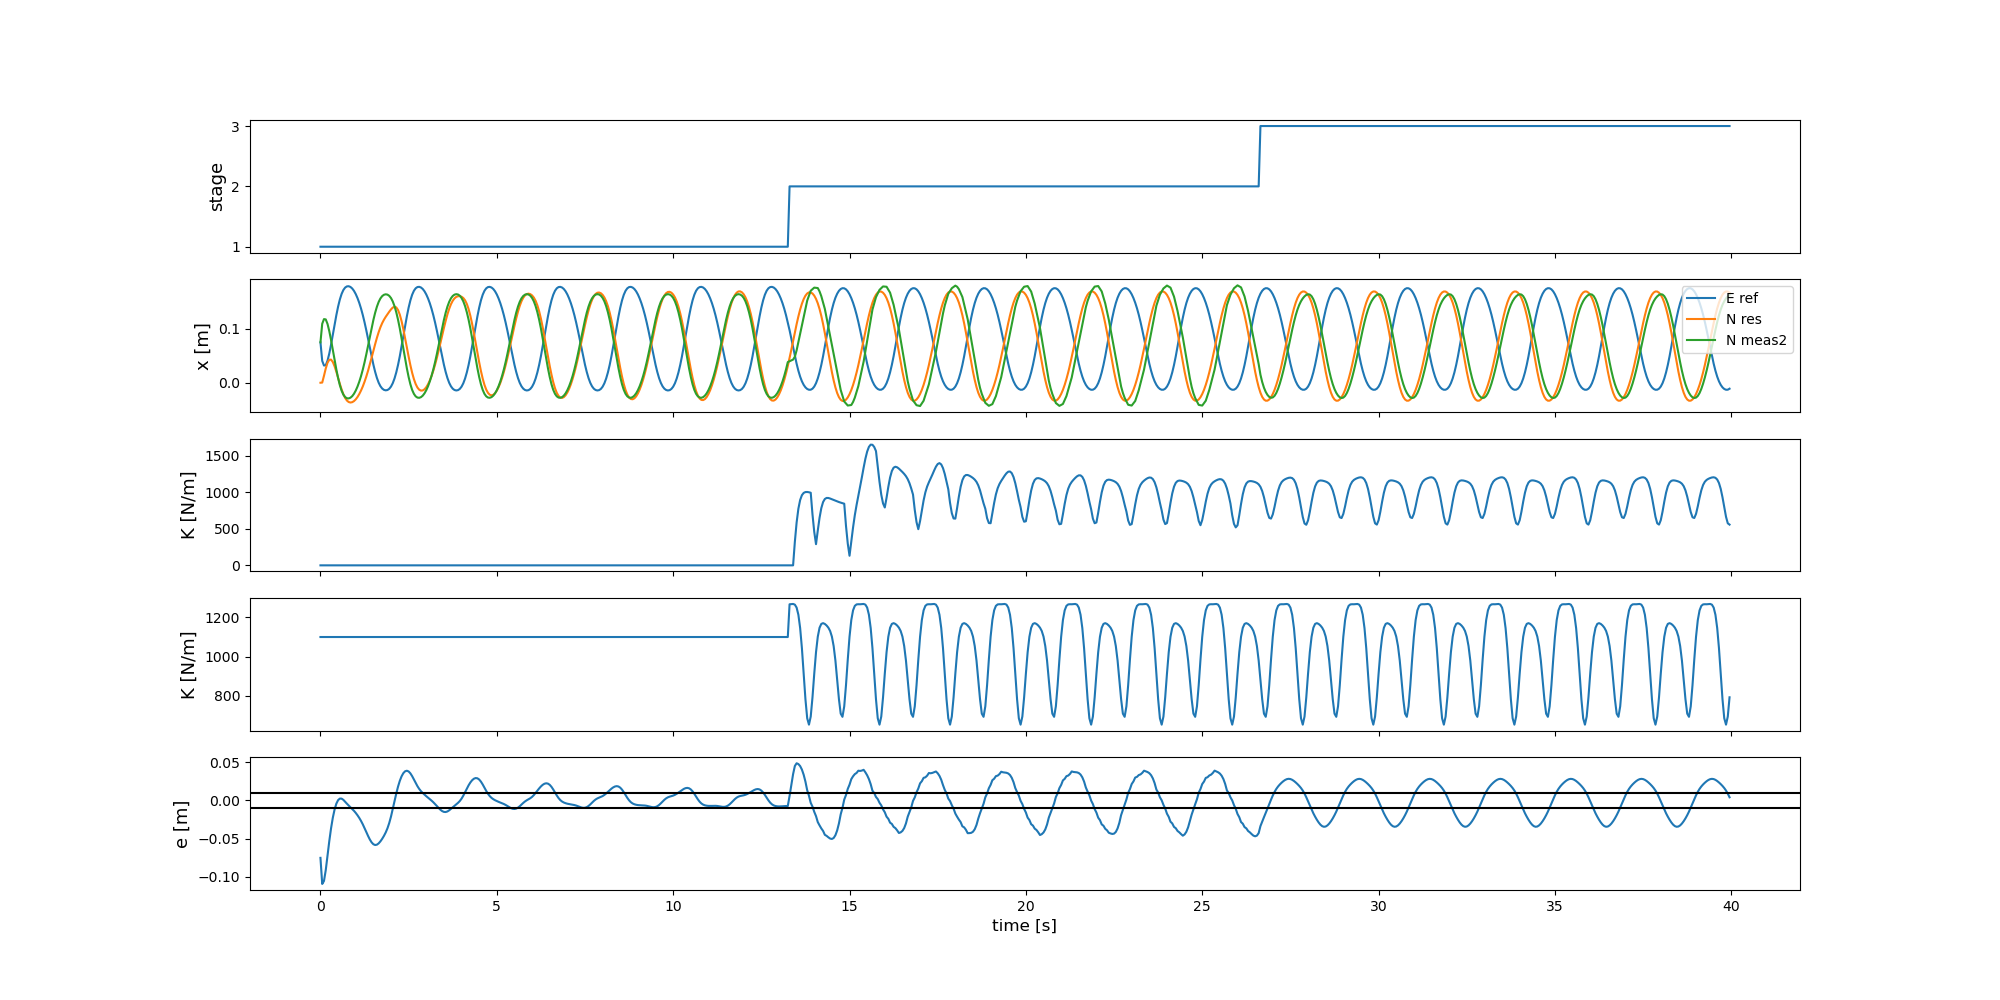 stage
3
2
1
x [m]
0.1
0.0
E ref
N res
N meas2
K [N/m]
1500
1000
500
0
K [N/m]
1200
1000
800
e [m]
0.05
0.00
−0.05
−0.10
0 5 10 15 20 25 30 35 40
time [s]